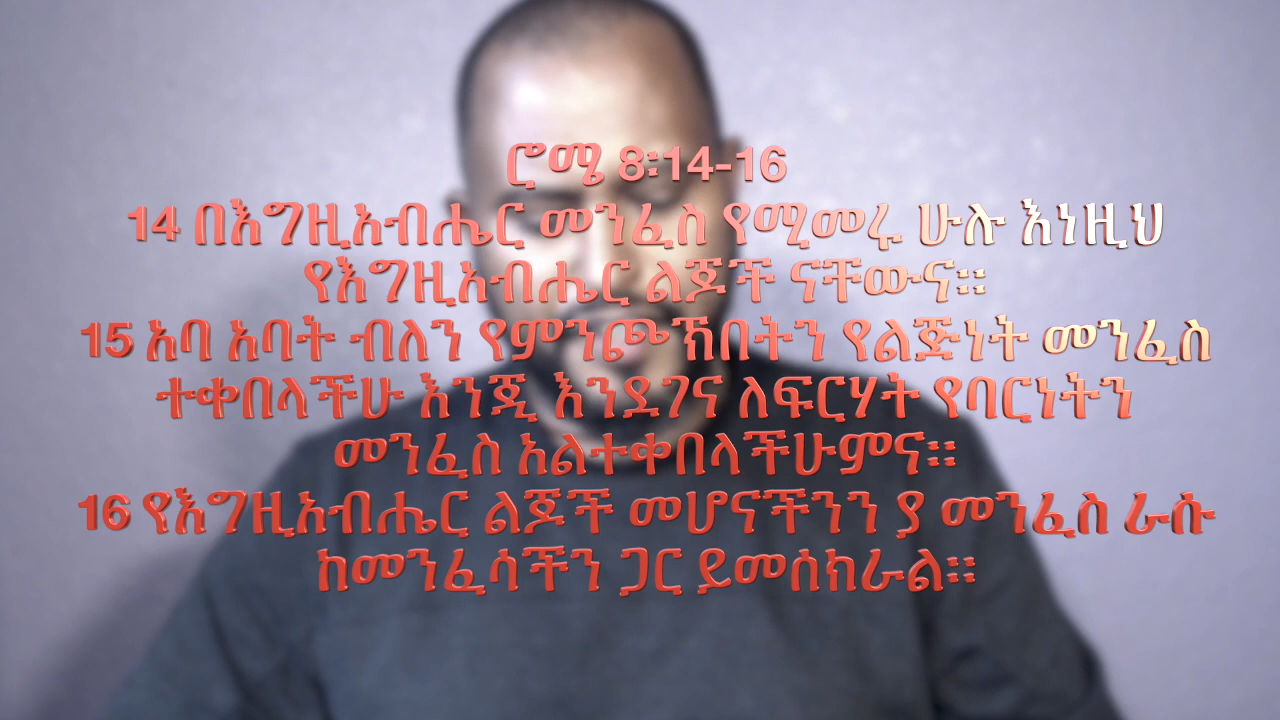 ሮሜ 8፡14-16
14 በእግዚአብሔር መንፈስ የሚመሩ ሁሉ እነዚህ
የእግዚአብሔር ልጆች ናቸውና።
15 አባ አባት ብለን የምንጮኽበትን የልጅነት መንፈስ
ተቀበላችሁ እንጂ እንደገና ለፍርሃት የባርነትን
መንፈስ አልተቀበላችሁምና።
16 የእግዚአብሔር ልጆች መሆናችንን ያ መንፈስ ራሱ
ከመንፈሳችን ጋር ይመሰክራል።